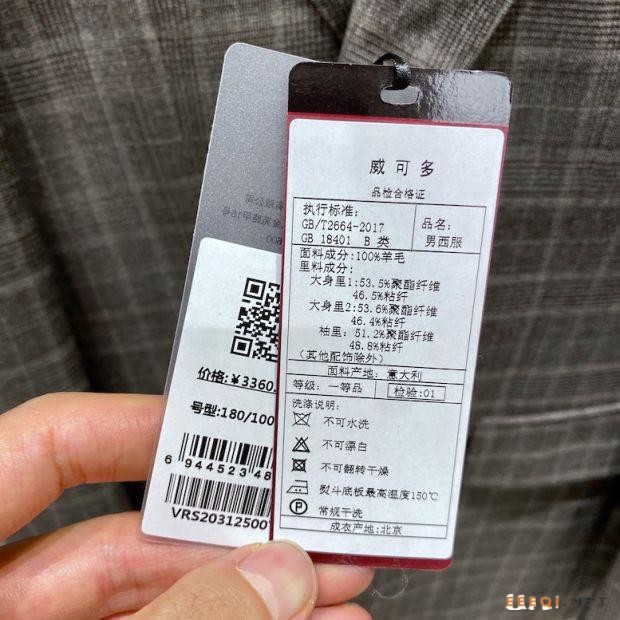 威可多
品检合格证
执行标准:
GB/T2664-2017
GB 18401 B 类
品名:
男西服
面料成分:100%羊毛
里料成分:
大身里1:53.5%聚酯纤维
46.5%粘纤
大身里2:53.6%聚酯纤维
46.4%粘纤
袖里:51.2%聚酯纤维
48.8%粘纤
(其他配饰除外)
面料产地:意大利
等级:一等品
检验:01
洗涤说明:
不可水洗
不可漂白
不可翻转干燥
熨斗底板最高温度150℃
P
常规干洗
成衣产地:北京
价格:¥3360
号型:180/100
6 944523 48
VRS20312500